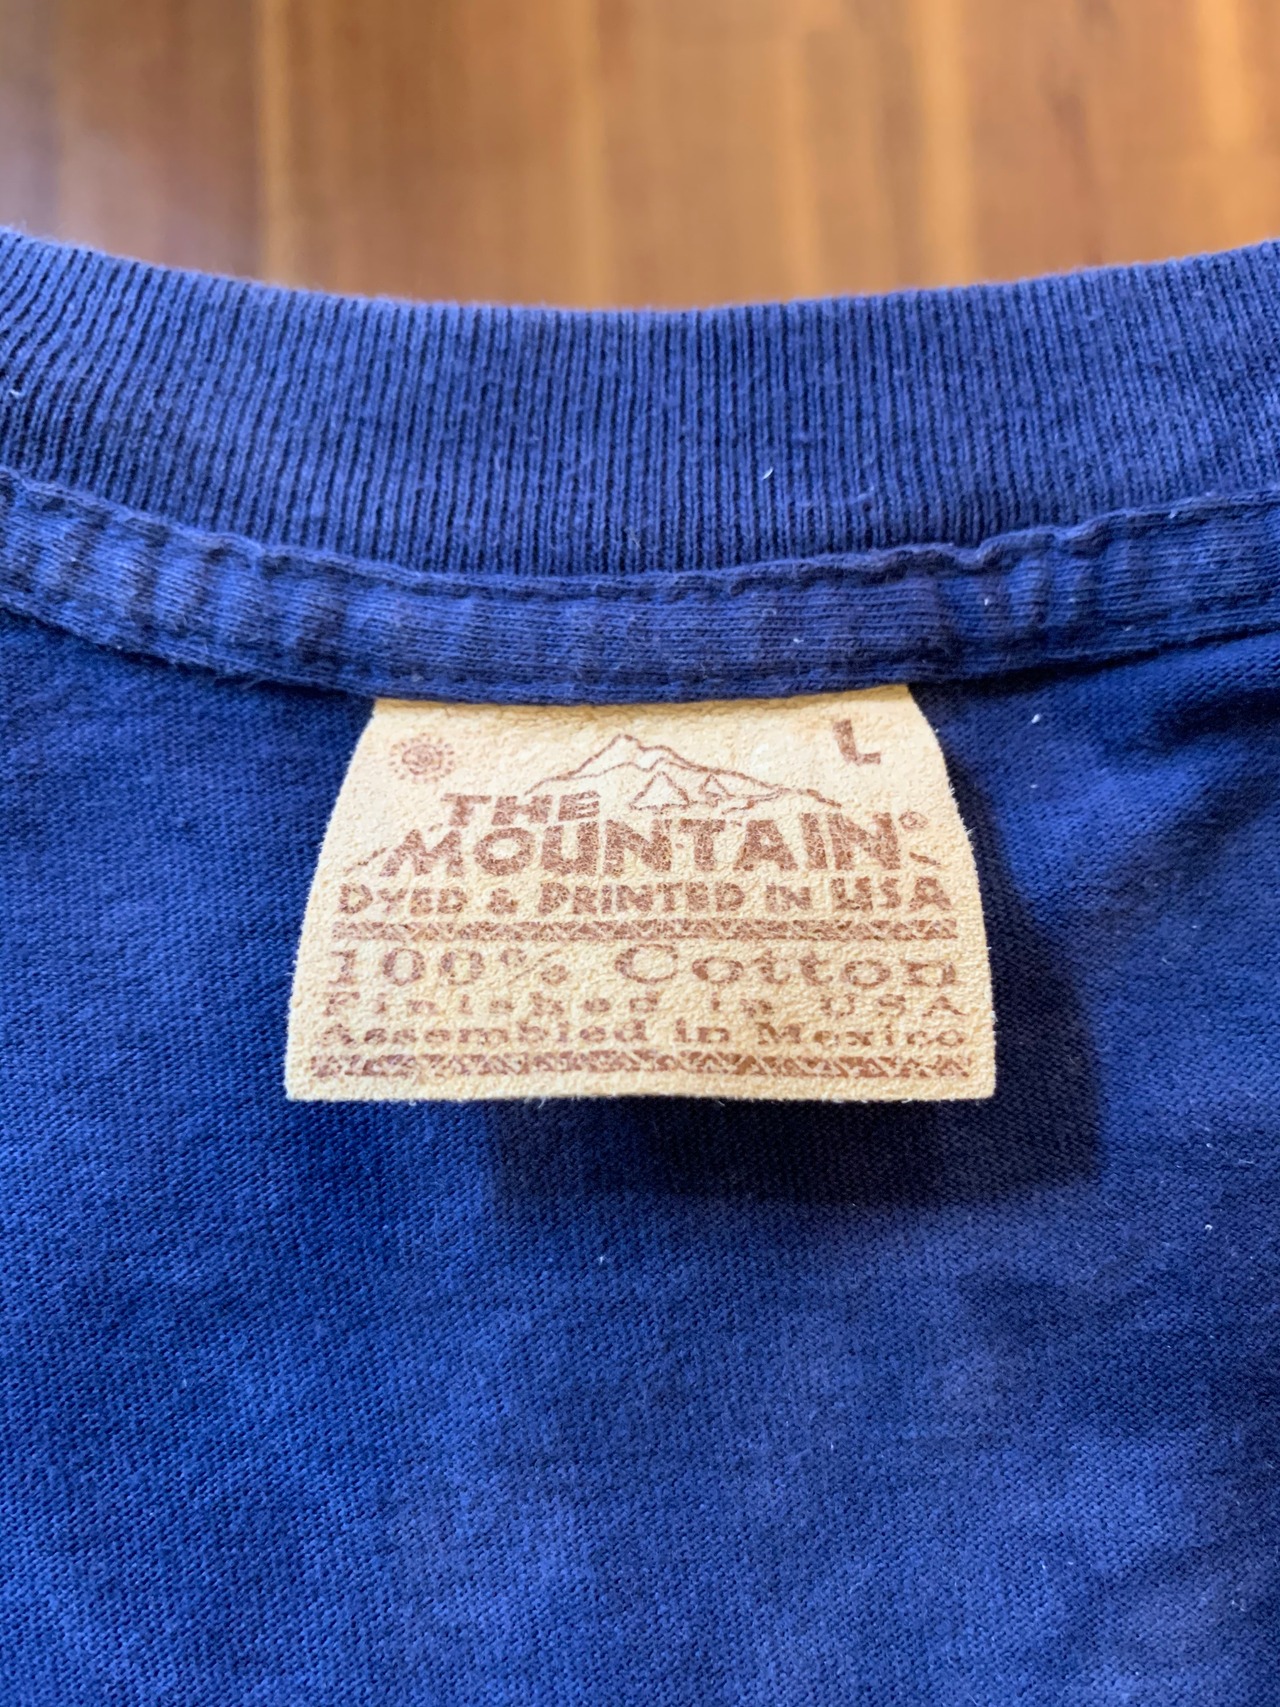 L
THE
MOUNTAIN®
DYED & PRINTED IN USA
100% Cotton
Finished in USA
Assembled in Mexico